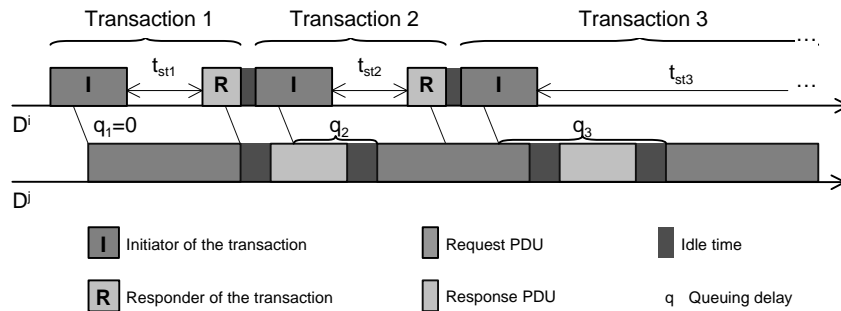 Transaction 1 Transaction 2 Transaction 3
... 
I t_st1 R I t_st2 R I t_st3 ...
D^i q_1=0 q_2 q_3
D^j
I Initiator of the transaction Request PDU Idle time
R Responder of the transaction Response PDU q Queuing delay